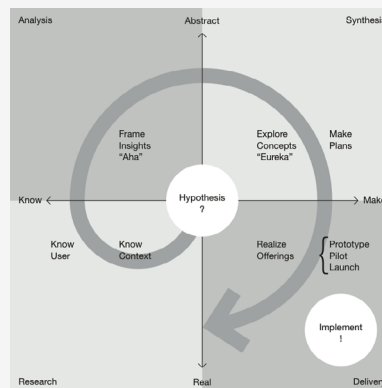 Analysis
Abstract
Synthesis
Frame
Insights
“Aha”
Explore
Concepts
“Eureka”
Make
Plans
Know
Hypothesis
?
Make
Know
User
Know
Context
Realize
Offerings
Prototype
Pilot
Launch
Implement
!
Research
Real
Delivery